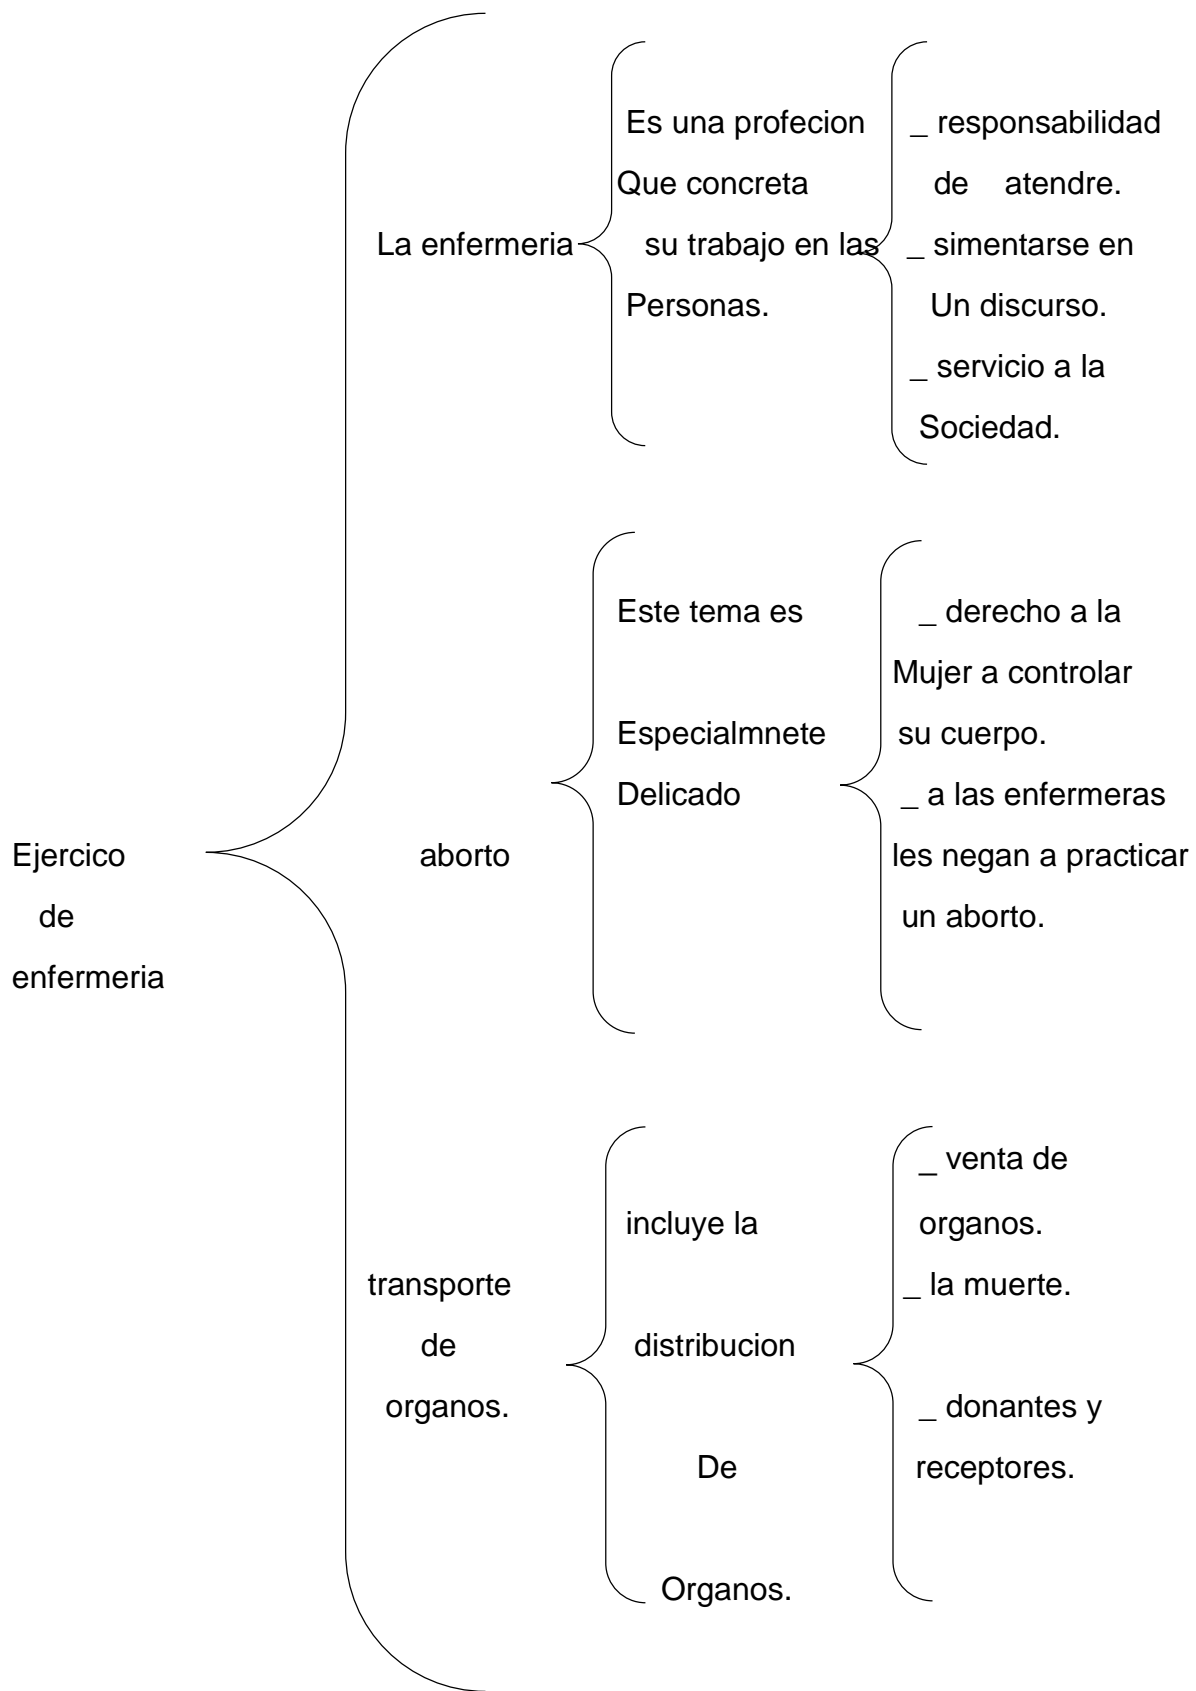 Ejercico
de
enfermeria
La enfermeria
Es una profecion
Que concreta
su trabajo en las
Personas.
_ responsabilidad
de atendre.
_ simentarse en
Un discurso.
_ servicio a la
Sociedad.
aborto
Este tema es
Especialmnete
Delicado
_ derecho a la
Mujer a controlar
su cuerpo.
_ a las enfermeras
les negan a practicar
un aborto.
transporte
de
organos.
incluye la
distribucion
De
Organos.
_ venta de
organos.
_ la muerte.
_ donantes y
receptores.